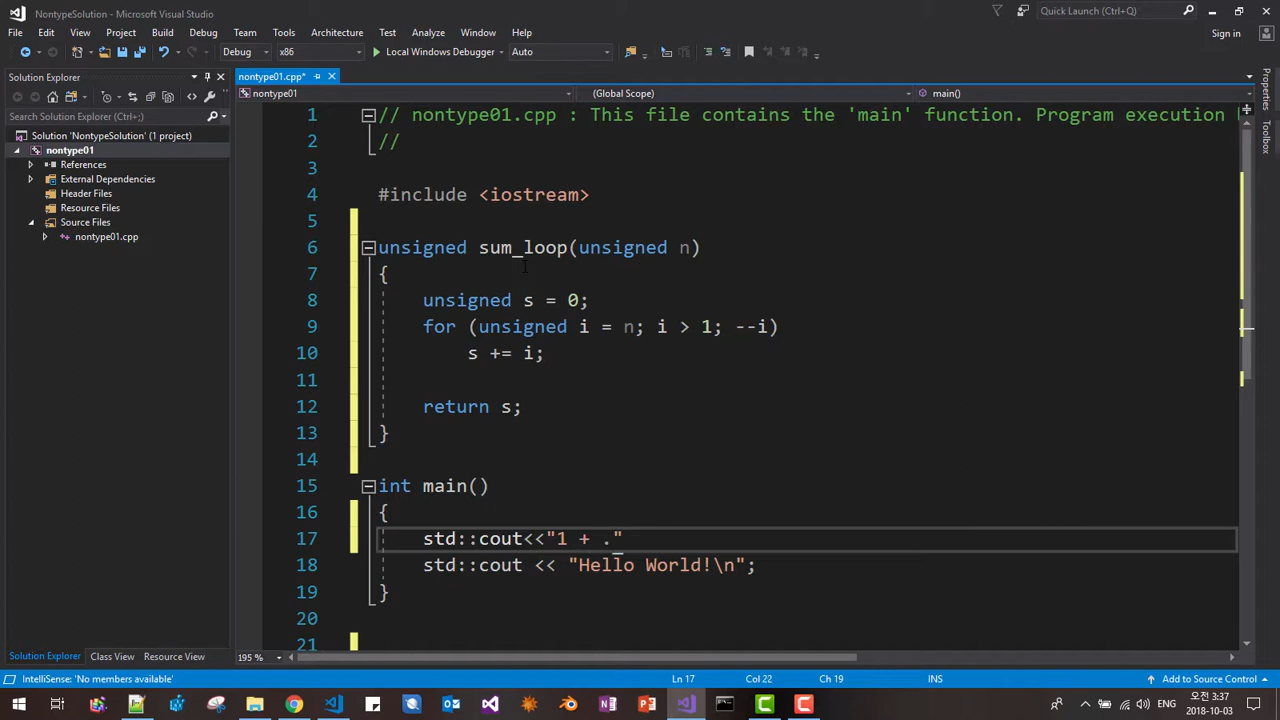 NontypeSolution - Microsoft Visual Studio
Quick Launch (Ctrl+Q)
File Edit View Project Build Debug Team Tools Architecture Test Analyze Window Help
Sign in
Debug x86 Local Windows Debugger Auto
Solution Explorer
nontype01.cpp*
Search Solution Explorer (Ctrl+;)
nontype01 (Global Scope) main()
Solution 'NontypeSolution' (1 project)
nontype01
References
External Dependencies
Header Files
Resource Files
Source Files
nontype01.cpp
1 // nontype01.cpp : This file contains the 'main' function. Program execution
2 //
3
4 #include <iostream>
5
6 unsigned sum_loop(unsigned n)
7 {
8 unsigned s = 0;
9 for (unsigned i = n; i > 1; --i)
10 s += i;
11
12 return s;
13 }
14
15 int main()
16 {
17 std::cout<<"1 + ."
18 std::cout << "Hello World!\n";
19 }
20
21
Properties
Toolbox
195 %
Solution Explorer Class View Resource View
IntelliSense: 'No members available' Ln 17 Col 22 Ch 19 INS Add to Source Control
ENG
오전 3:37
2018-10-03